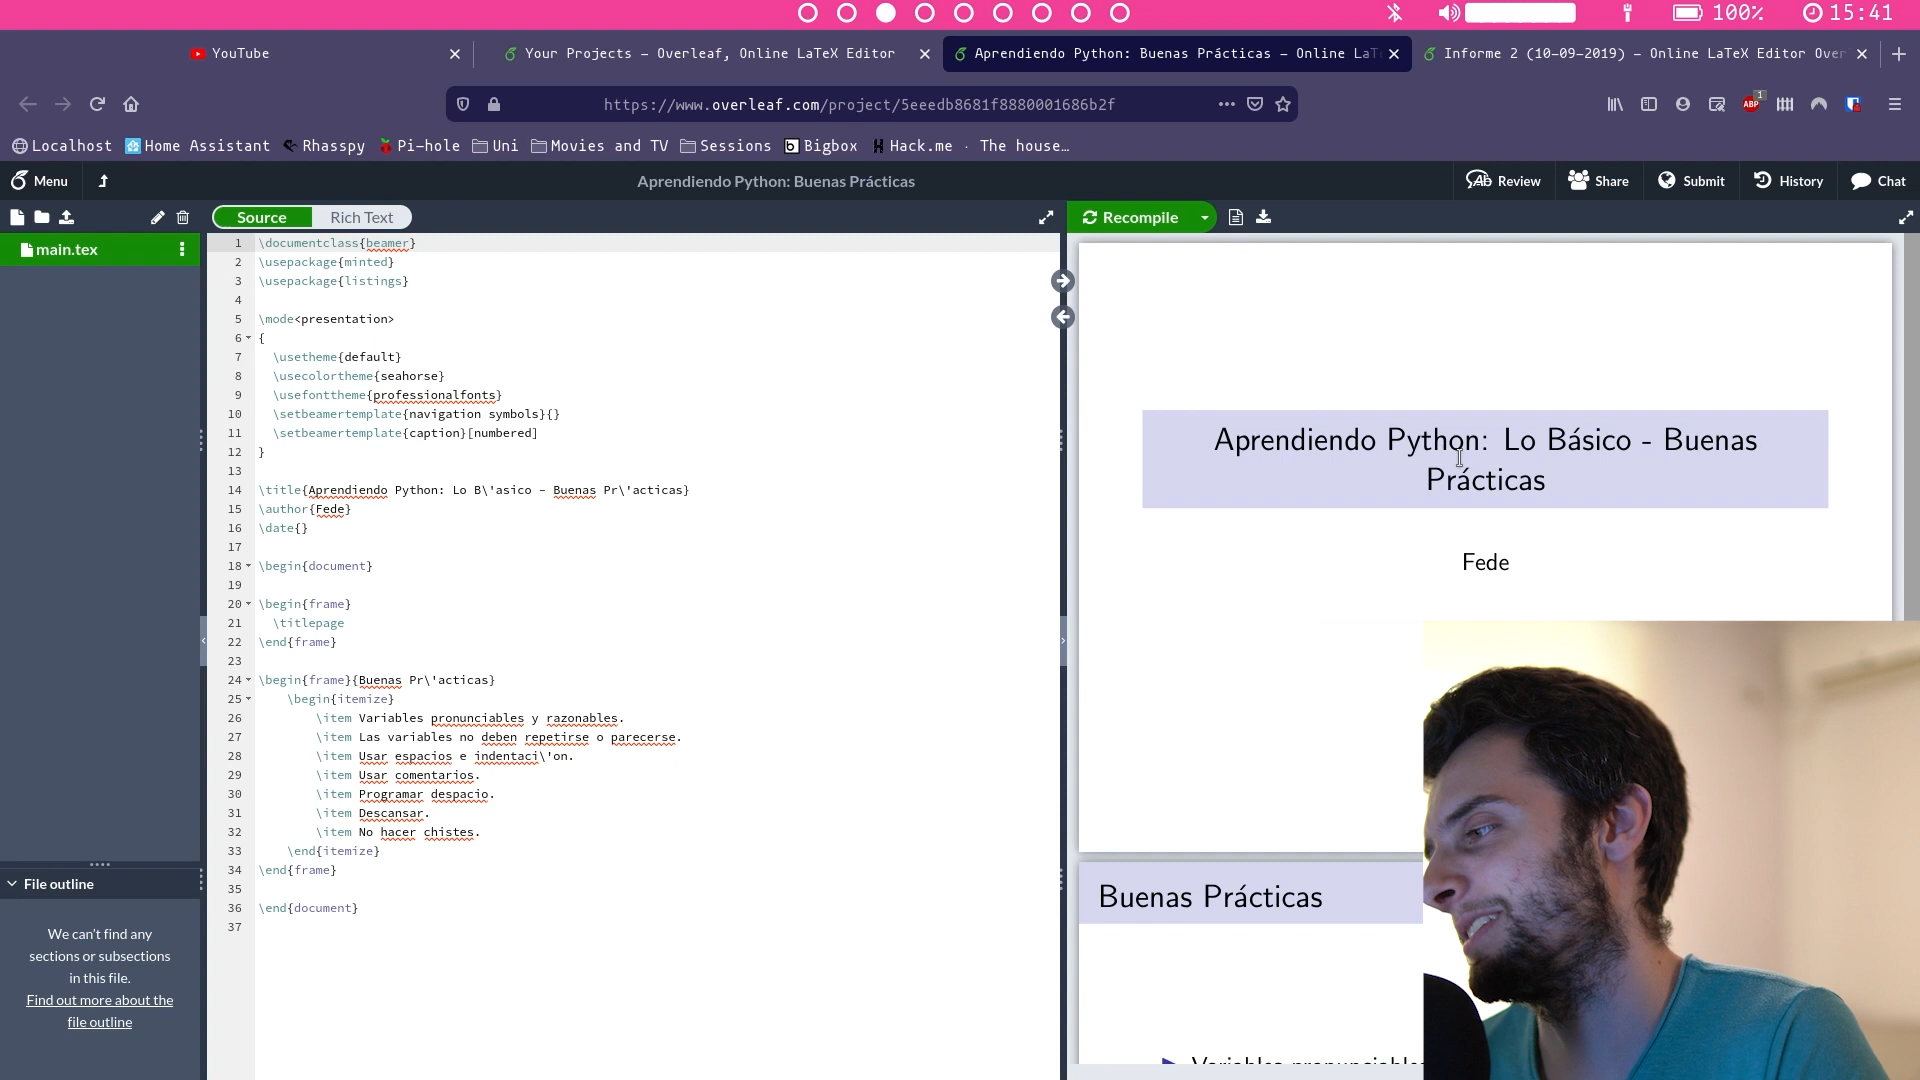 100%
15:41
YouTube
Your Projects – Overleaf, Online LaTeX Editor
Aprendiendo Python: Buenas Prácticas – Online LaT
Informe 2 (10–09–2019) – Online LaTeX Editor Over
https://www.overleaf.com/project/5eeedb8681f8880001686b2f
ABP 1
Localhost
Home Assistant
Rhasspy
Pi-hole
Uni
Movies and TV
Sessions
Bigbox
Hack.me · The house…
Menu
Aprendiendo Python: Buenas Prácticas
Review
Share
Submit
History
Chat
Source
Rich Text
Recompile
main.tex
1 \documentclass{beamer}
2 \usepackage{minted}
3 \usepackage{listings}
4
5 \mode<presentation>
6 {
7 \usetheme{default}
8 \usecolortheme{seahorse}
9 \usefonttheme{professionalfonts}
10 \setbeamertemplate{navigation symbols}{}
11 \setbeamertemplate{caption}[numbered]
12 }
13
14 \title{Aprendiendo Python: Lo B\'asico - Buenas Pr\'acticas}
15 \author{Fede}
16 \date{}
17
18 \begin{document}
19
20 \begin{frame}
21 \titlepage
22 \end{frame}
23
24 \begin{frame}{Buenas Pr\'acticas}
25 \begin{itemize}
26 \item Variables pronunciables y razonables.
27 \item Las variables no deben repetirse o parecerse.
28 \item Usar espacios e indentaci\'on.
29 \item Usar comentarios.
30 \item Programar despacio.
31 \item Descansar.
32 \item No hacer chistes.
33 \end{itemize}
34 \end{frame}
35
36 \end{document}
37
File outline
We can't find any
sections or subsections
in this file.
Find out more about the
file outline
Aprendiendo Python: Lo Básico - Buenas
Prácticas
Fede
Buenas Prácticas
Variables pronunciables